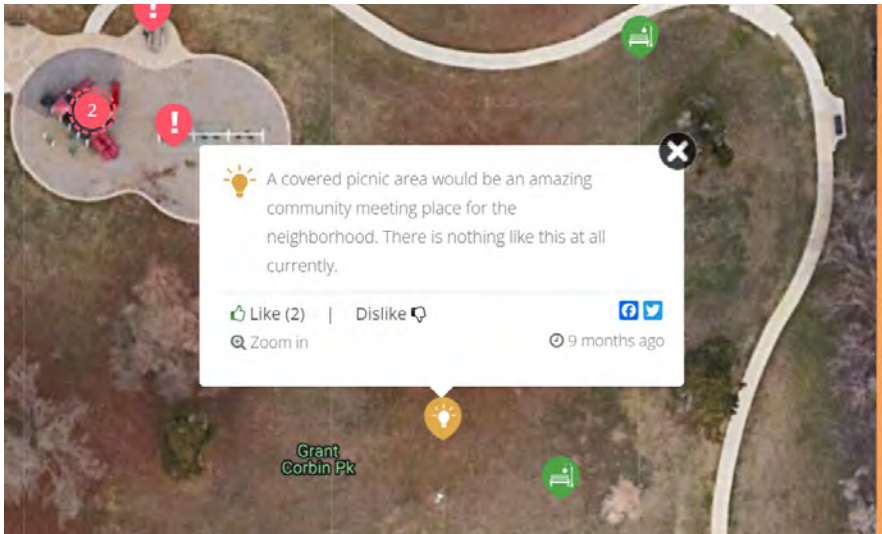 2
A covered picnic area would be an amazing
community meeting place for the
neighborhood. There is nothing like this at all
currently.
Like (2) | Dislike
Zoom in
9 months ago
Grant
Corbin Pk